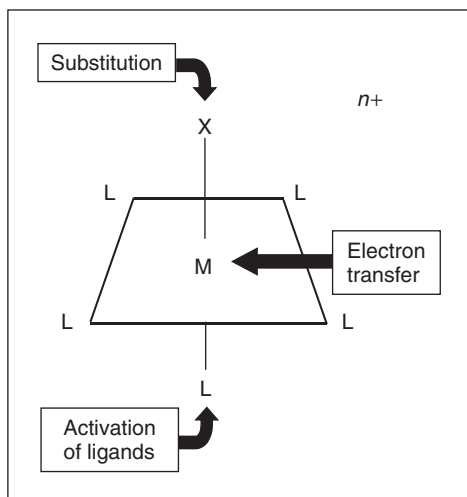 Substitution
n+
X
L L
M
Electron
transfer
L L
L
Activation
of ligands